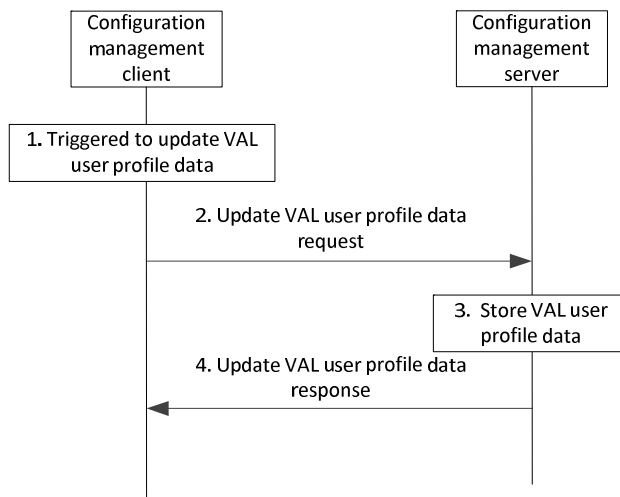 Configuration
management
client
Configuration
management
server
1. Triggered to update VAL
user profile data
2. Update VAL user profile data
request
3. Store VAL user
profile data
4. Update VAL user profile data
response